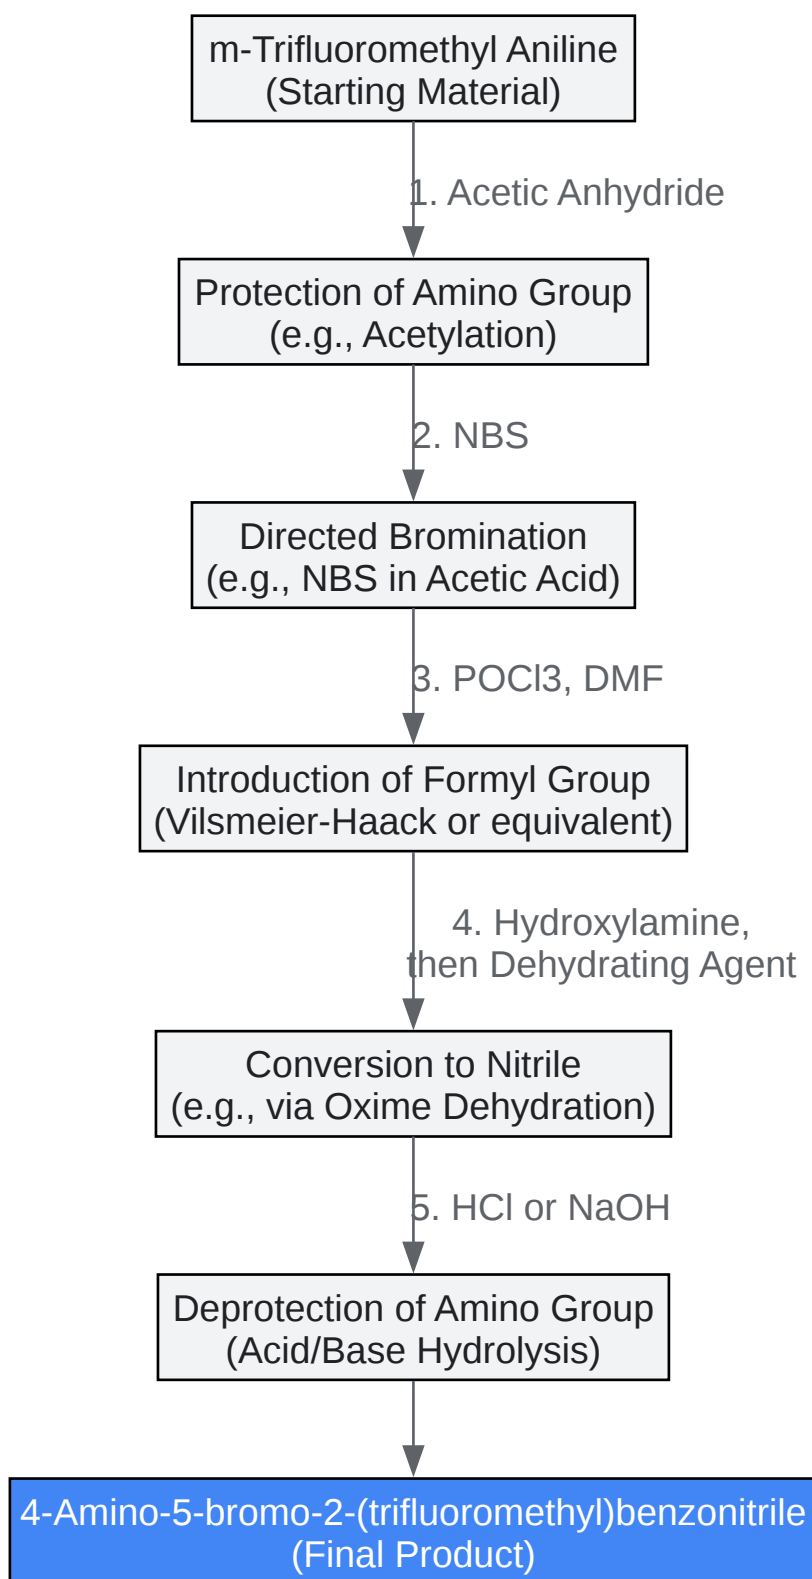 m-Trifluoromethyl Aniline
(Starting Material)
1. Acetic Anhydride
Protection of Amino Group
(e.g., Acetylation)
2. NBS
Directed Bromination
(e.g., NBS in Acetic Acid)
3. POCl3, DMF
Introduction of Formyl Group
(Vilsmeier-Haack or equivalent)
4. Hydroxylamine,
then Dehydrating Agent
Conversion to Nitrile
(e.g., via Oxime Dehydration)
5. HCl or NaOH
Deprotection of Amino Group
(Acid/Base Hydrolysis)
4-Amino-5-bromo-2-(trifluoromethyl)benzonitrile
(Final Product)